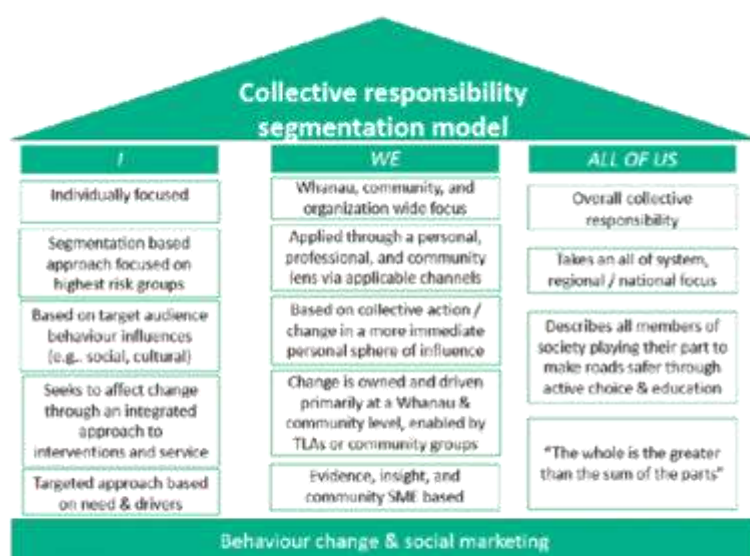 Collective responsibility
segmentation model
I
Individually focused
Segmentation based
approach focused on
highest risk groups
Based on target audience
behaviour influences
(e.g.. social, cultural)
Seeks to affect change
through an integrated
approach to
interventions and service
Targeted approach based
on need & drivers
WE
Whanau, community, and
organization wide focus
Applied through a personal,
professional, and community
lens via applicable channels
Based on collective action /
change in a more immediate
personal sphere of influence
Change is owned and driven
primarily at a Whanau &
community level, enabled by
TLAs or community groups
Evidence, insight, and
community SME based
ALL OF US
Overall collective
responsibility
Takes an all of system,
regional / national focus
Describes all members of
society playing their part to
make roads safer through
active choice & education
"The whole is the greater
than the sum of the parts"
Behaviour change & social marketing